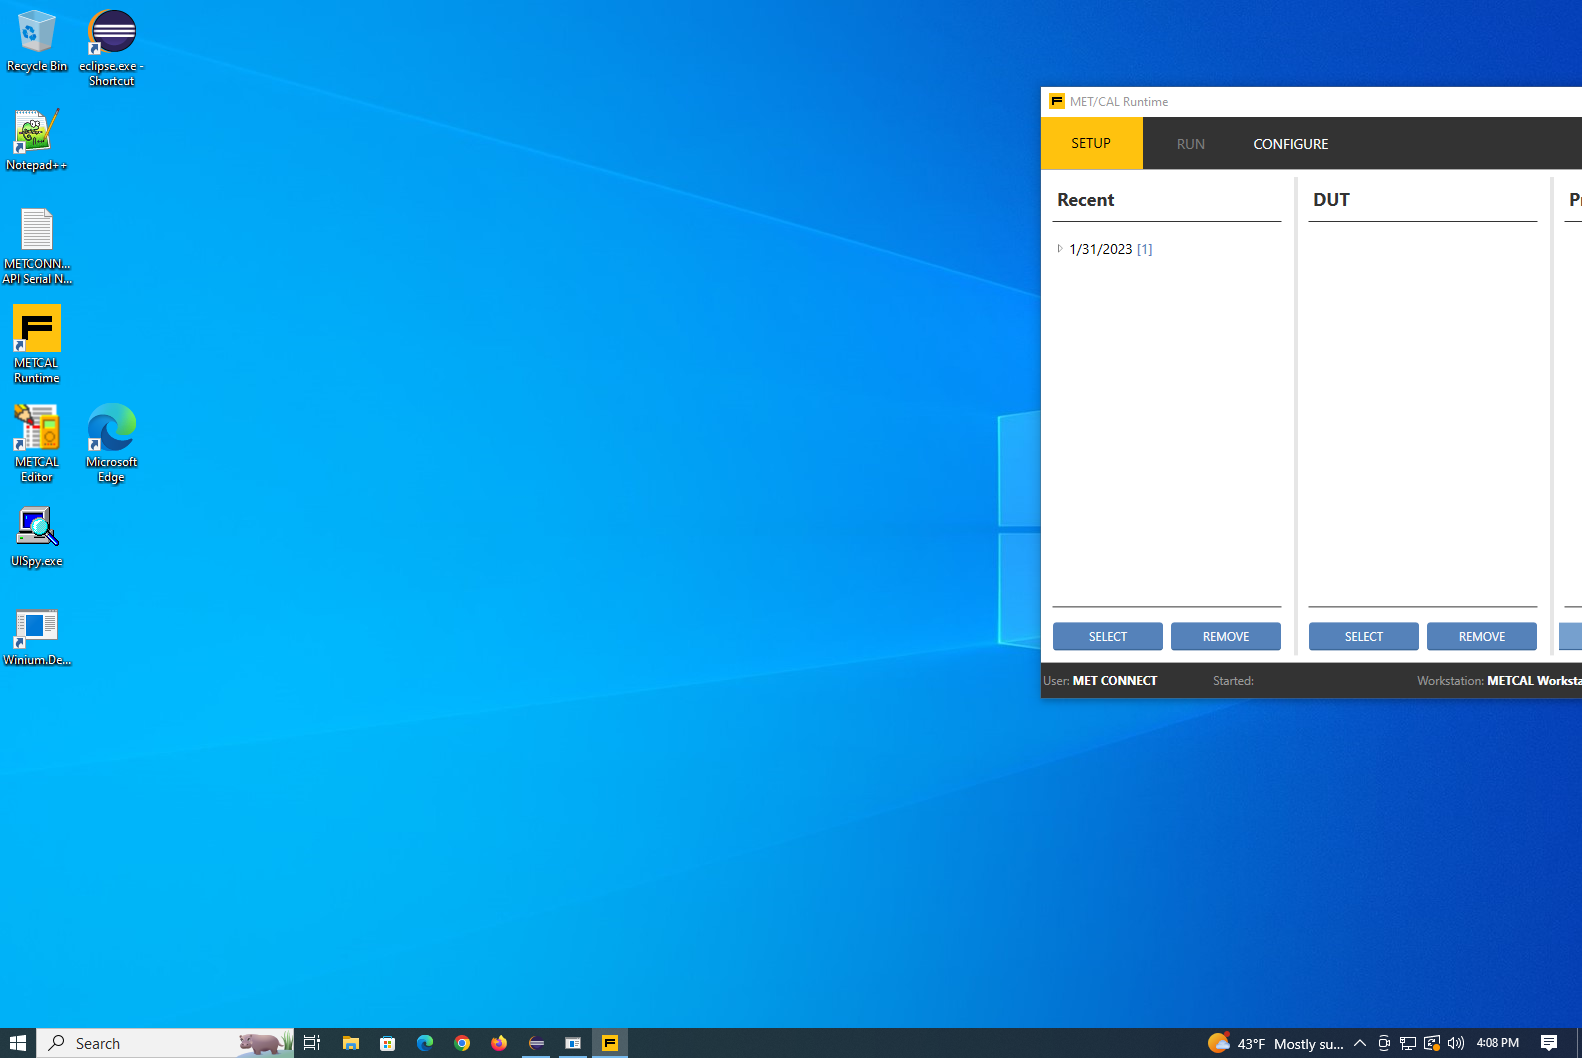 Recycle Bin
eclipse.exe -
Shortcut
Notepad++
METCONN...
API Serial N...
METCAL
Runtime
METCAL
Editor
Microsoft
Edge
UISpy.exe
Winium.De...
MET/CAL Runtime
SETUP
RUN
CONFIGURE
Recent
DUT
1/31/2023 [1]
SELECT
REMOVE
SELECT
REMOVE
User: MET CONNECT
Started:
Workstation: METCAL Worksta
Search
43°F Mostly su...
4:08 PM